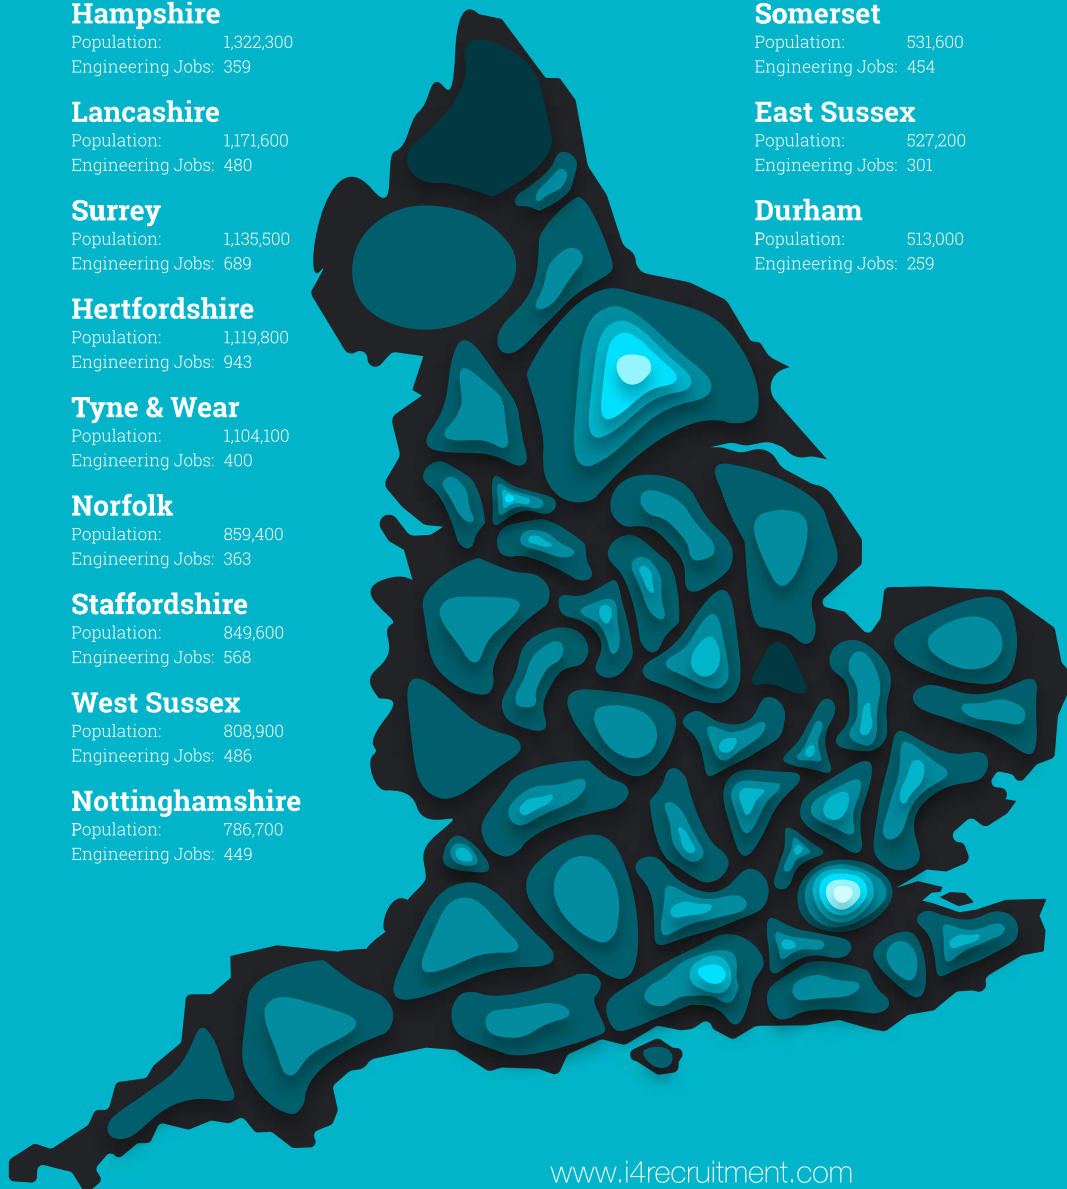 Hampshire
Population: 1,322,300
Engineering Jobs: 359
Lancashire
Population: 1,171,600
Engineering Jobs: 480
Surrey
Population: 1,135,500
Engineering Jobs: 689
Hertfordshire
Population: 1,119,800
Engineering Jobs: 943
Tyne & Wear
Population: 1,104,100
Engineering Jobs: 400
Norfolk
Population: 859,400
Engineering Jobs: 363
Staffordshire
Population: 849,600
Engineering Jobs: 568
West Sussex
Population: 808,900
Engineering Jobs: 486
Nottinghamshire
Population: 786,700
Engineering Jobs: 449
Somerset
Population: 531,600
Engineering Jobs: 454
East Sussex
Population: 527,200
Engineering Jobs: 301
Durham
Population: 513,000
Engineering Jobs: 259
www.i4recruitment.com